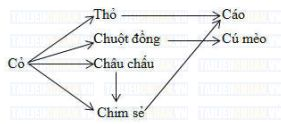 Thỏ Cáo
Chuột đồng Cú mèo
Cỏ Châu chấu
Chim sẻ